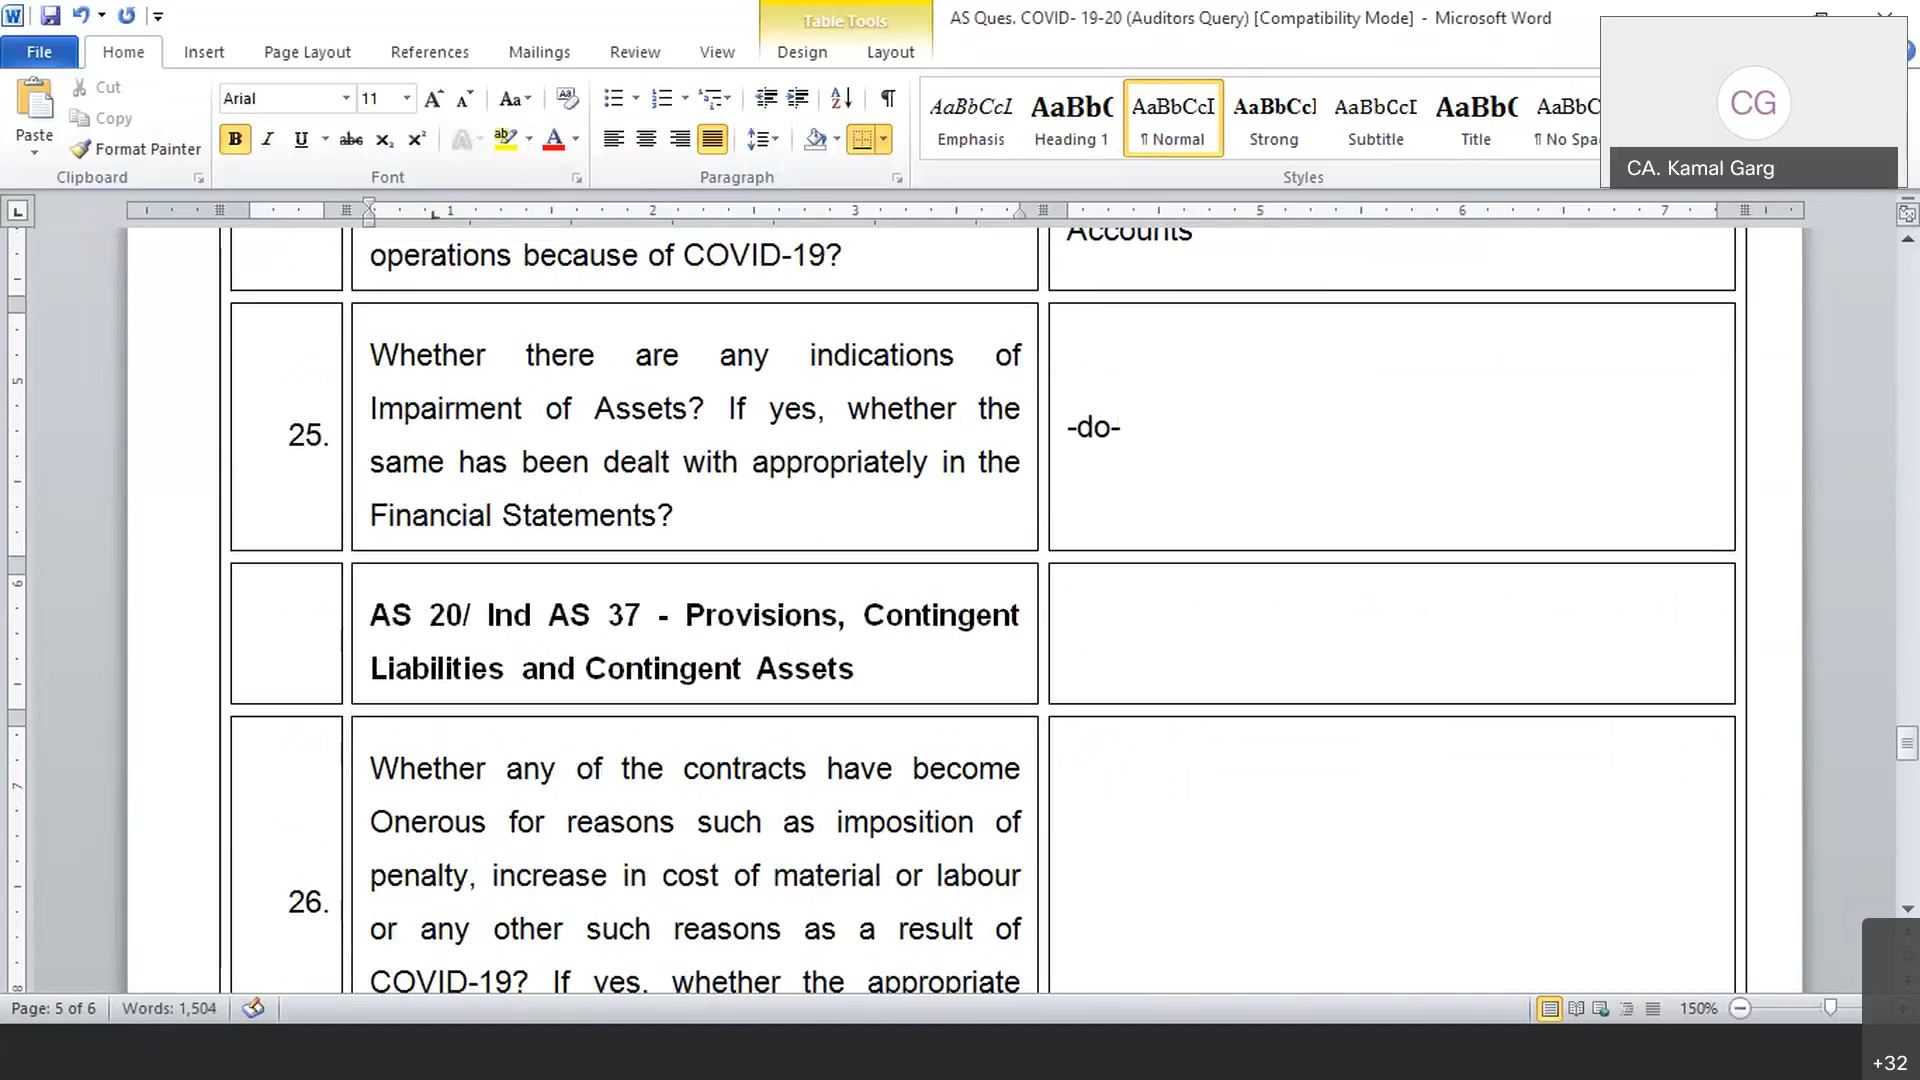 AS Ques. COVID- 19-20 (Auditors Query) [Compatibility Mode] - Microsoft Word
Table Tools
File Home Insert Page Layout References Mailings Review View Design Layout
Paste
Cut
Copy
Format Painter
Clipboard
Arial 11
Font
Paragraph
AaBbCcI AaBbC AaBbCcI AaBbCcl AaBbCcI AaBbC AaBbC
Emphasis Heading 1 ¶ Normal Strong Subtitle Title ¶ No Spa
Styles
CG
CA. Kamal Garg
1 2 3 5 6 7
operations because of COVID-19?
Accounts
25.
Whether there are any indications of
Impairment of Assets? If yes, whether the
same has been dealt with appropriately in the
Financial Statements?
-do-
AS 20/ Ind AS 37 - Provisions, Contingent
Liabilities and Contingent Assets
26.
Whether any of the contracts have become
Onerous for reasons such as imposition of
penalty, increase in cost of material or labour
or any other such reasons as a result of
COVID-19? If yes, whether the appropriate
Page: 5 of 6 Words: 1,504 150%
+32